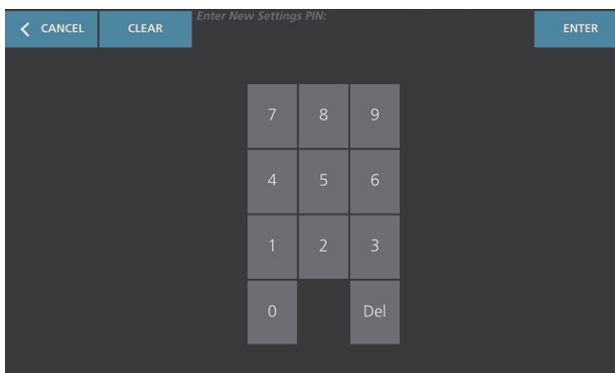 Enter New Settings PIN:
CANCEL CLEAR ENTER
7 8 9
4 5 6
1 2 3
0 Del